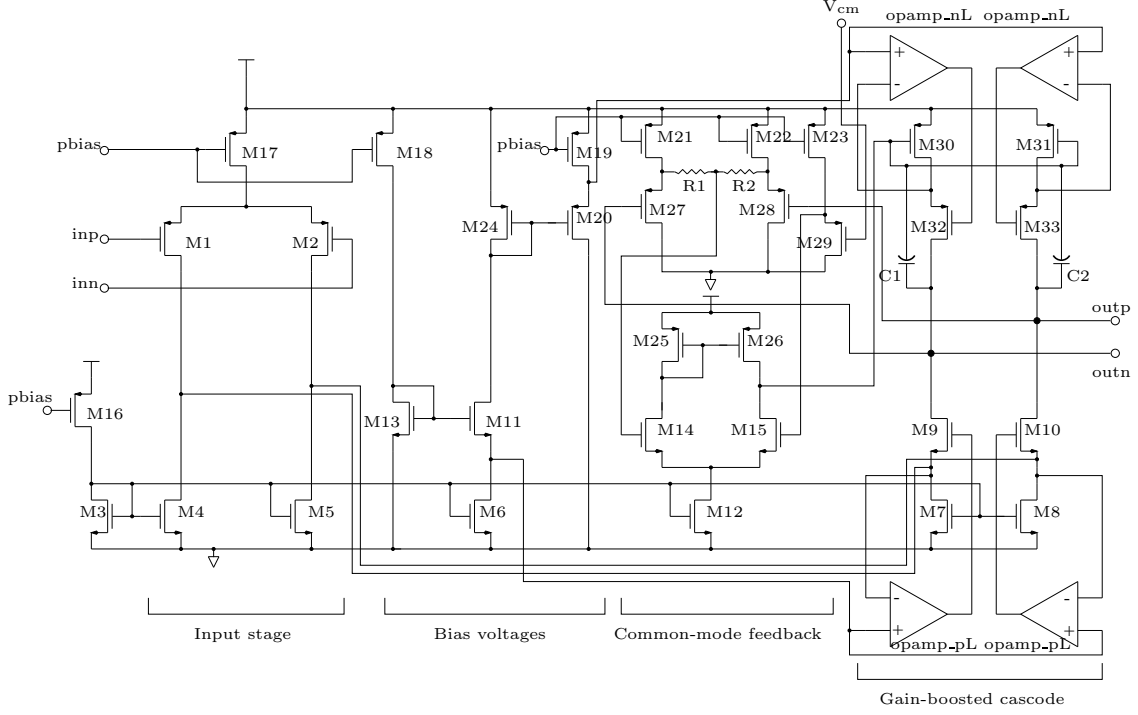 Vcm
opamp_nL opamp_nL
+ +
- -
pbias M17 M18 pbias M19 M21 M22 M23 M30 M31
R1 R2
inp M1 M2 M24 M20 M27 M28 M29 M32 M33
inn C1 C2
outp
M25 M26
outn
pbias M16 M13 M11 M14 M15 M9 M10
M3 M4 M5 M6 M12 M7 M8
- -
+ +
opamp_pL opamp_pL
Input stage Bias voltages Common-mode feedback
Gain-boosted cascode